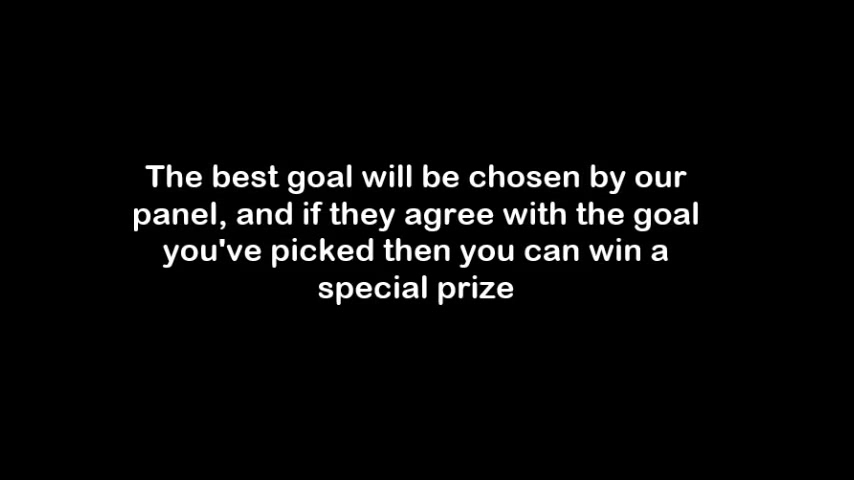 The best goal will be chosen by our
panel, and if they agree with the goal
you've picked then you can win a
special prize